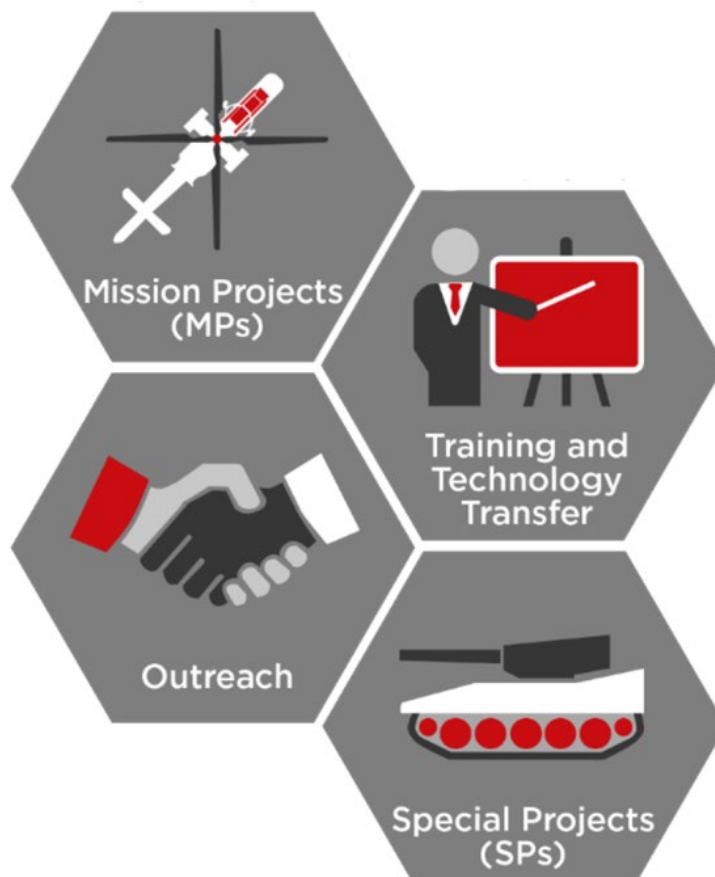 Mission Projects
(MPs)
Training and
Technology
Transfer
Outreach
Special Projects
(SPs)